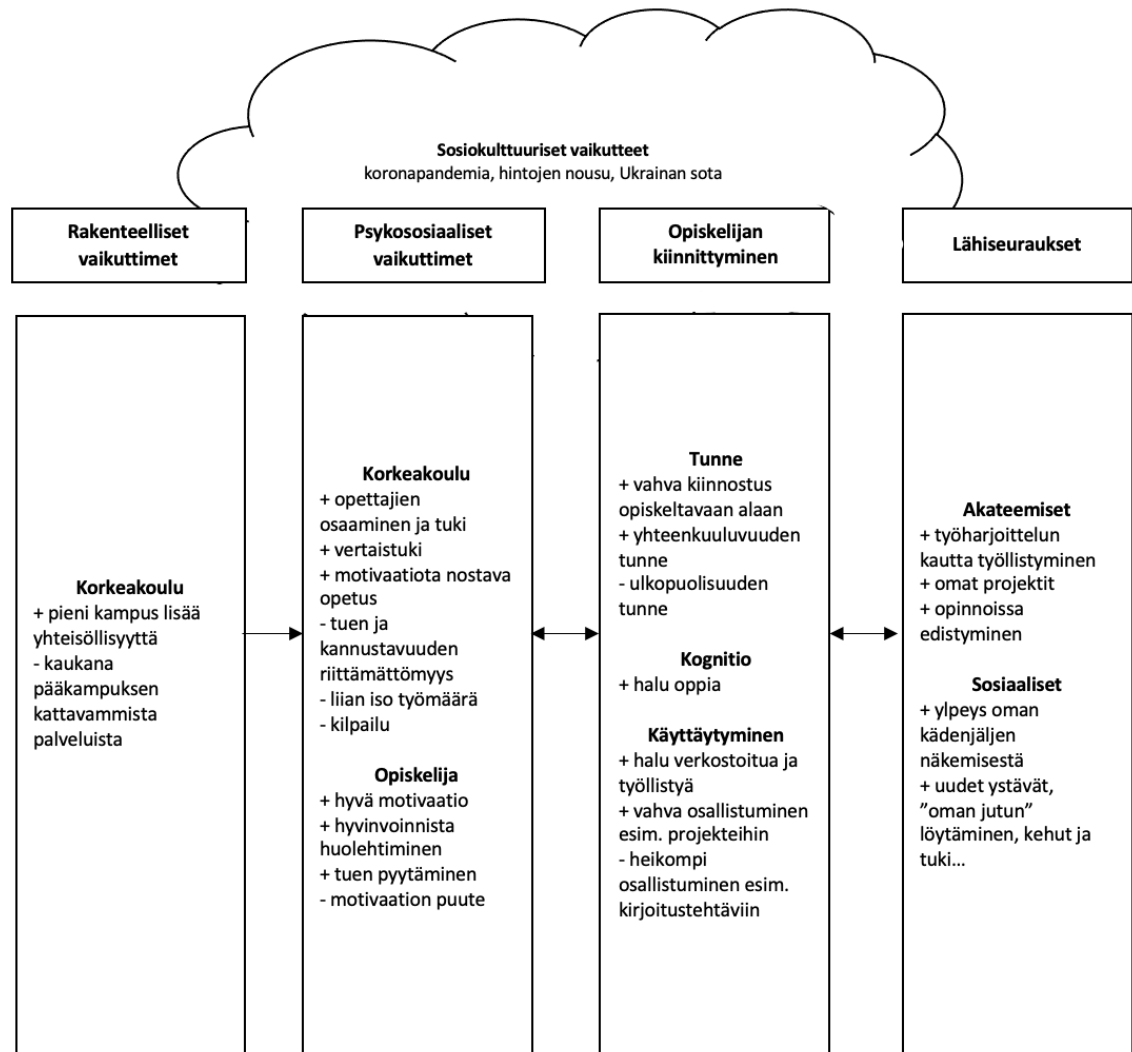 Sosiokulttuuriset vaikutteet
koronapandemia, hintojen nousu, Ukrainan sota
Rakenteelliset
vaikuttimet
Psykososiaaliset
vaikuttimet
Opiskelijan
kiinnittyminen
Lähiseuraukset
Korkeakoulu
+ pieni kampus lisää
yhteisöllisyyttä
- kaukana
pääkampuksen
kattavammista
palveluista
Korkeakoulu
+ opettajien
osaaminen ja tuki
+ vertaistuki
+ motivaatiota nostava
opetus
- tuen ja
kannustavuuden
riittämättömyys
- liian iso työmäärä
- kilpailu
Opiskelija
+ hyvä motivaatio
+ hyvinvoinnista
huolehtiminen
+ tuen pyytäminen
- motivaation puute
Tunne
+ vahva kiinnostus
opiskeltavaan alaan
+ yhteenkuuluvuuden
tunne
- ulkopuolisuuden
tunne
Kognitio
+ halu oppia
Käyttäytyminen
+ halu verkostoitua ja
työllistyä
+ vahva osallistuminen
esim. projekteihin
- heikompi
osallistuminen esim.
kirjoitustehtäviin
Akateemiset
+ työharjoittelun
kautta työllistyminen
+ omat projektit
+ opinnoissa
edistyminen
Sosiaaliset
+ ylpeys oman
kädenjäljen
näkemisestä
+ uudet ystävät,
”oman jutun”
löytäminen, kehut ja
tuki...